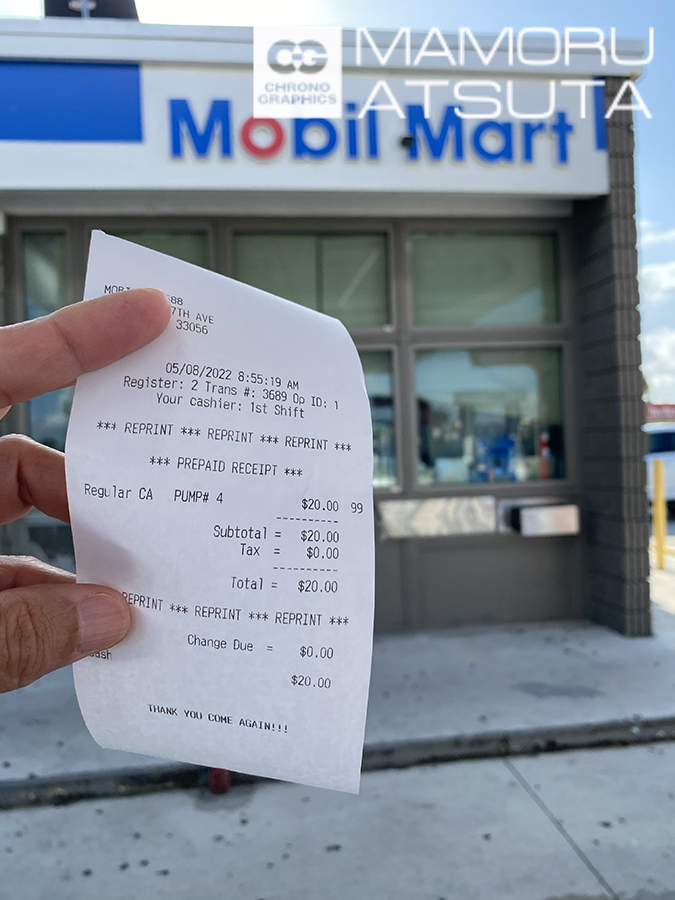 CHRONO
GRAPHICS
MAMORU
ATSUTA
Mobil Mart
88
7TH AVE
33056
05/08/2022 8:55:19 AM
Register: 2 Trans #: 3689 Op ID: 1
Your cashier: 1st Shift
*** REPRINT *** REPRINT *** REPRINT ***
*** PREPAID RECEIPT ***
Regular CA PUMP# 4 $20.00 99
---------
Subtotal = $20.00
Tax = $0.00
---------
Total = $20.00
REPRINT *** REPRINT *** REPRINT ***
Change Due = $0.00
$20.00
THANK YOU COME AGAIN!!!